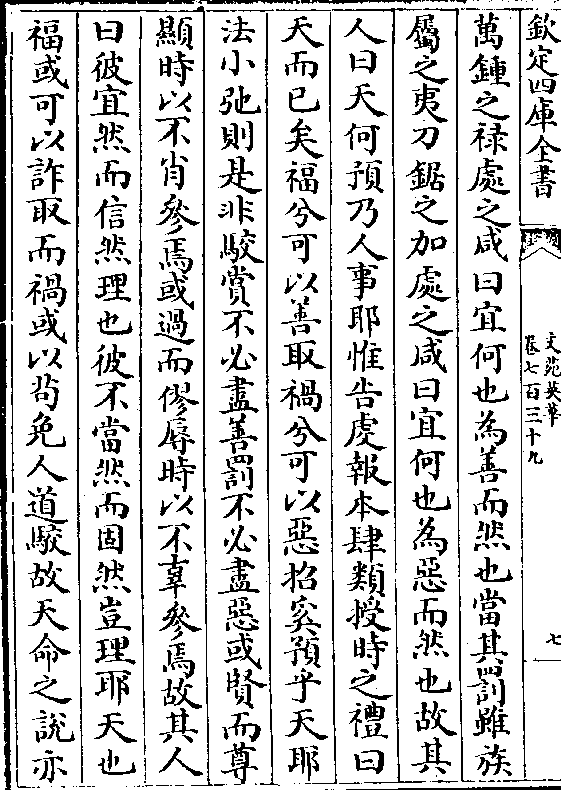 欽定四庫全書
文苑英華
卷七百三十九
七
萬鍾之禄處之咸曰宜何也為善而然也當其罰雖族
屬之夷刀鋸之加處之咸曰宜何也為惡而然也故其
人曰天何預乃人事耶惟告虔報本肆類授時之禮曰
天而已矣福兮可以善取禍兮可以惡招奚預乎天耶
法小弛則是非駮賞不必盡善罰不必盡惡或賢而尊
顯時以不肖參焉或過而僇辱時以不辜參焉故其人
曰彼宜然而信然理也彼不當然而固然豈理耶天也
福或可以詐取而禍或以茍免人道駮故天命之說亦